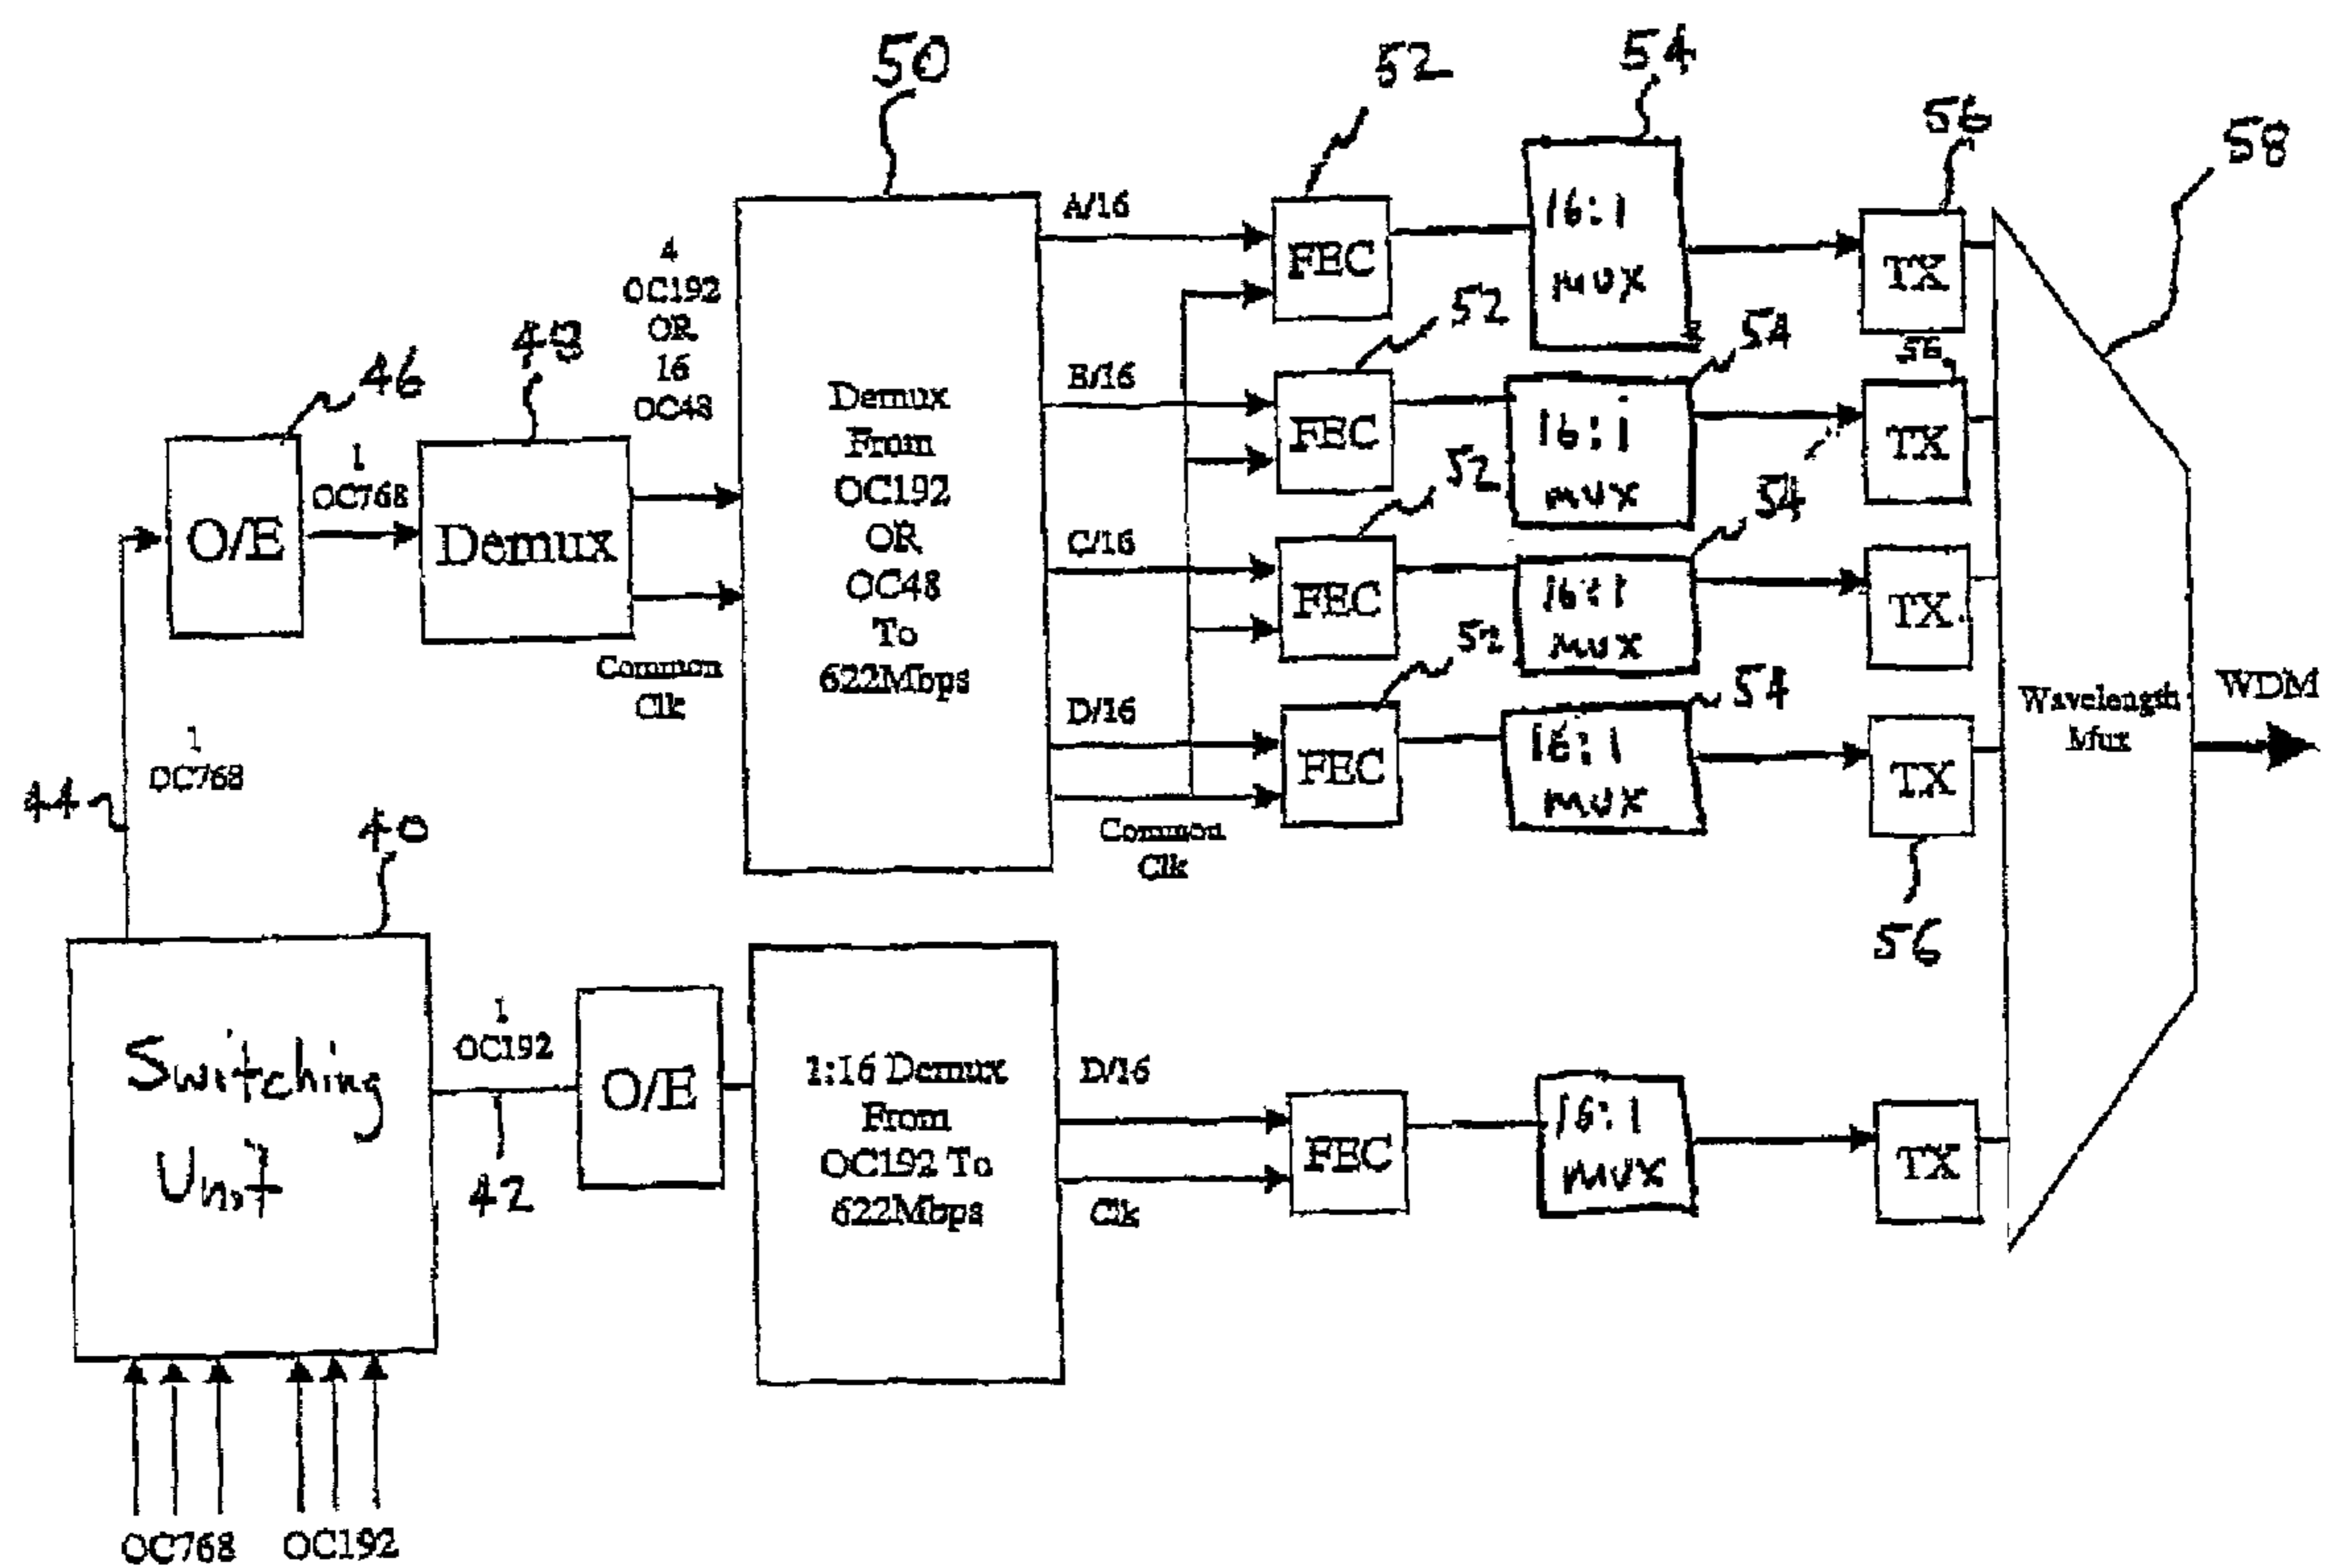 50
52
54
56
58
4
OC192
OR
16
OC48
A/16
FEC
16:1
mux
TX
46
48
52
54
56
1
OC768
O/E
Demux
Demux
From
OC192
OR
OC48
To
622Mbps
B/16
FEC
16:1
mux
TX
52
54
C/16
FEC
16:1
mux
TX
Common
Clk
52
54
D/16
FEC
16:1
mux
TX
Wavelength
Mux
WDM
1
OC768
44
40
Common
Clk
56
Switching
Unit
1
OC192
42
O/E
1:16 Demux
From
OC192 To
622Mbps
D/16
Clk
FEC
16:1
mux
TX
OC768
OC192